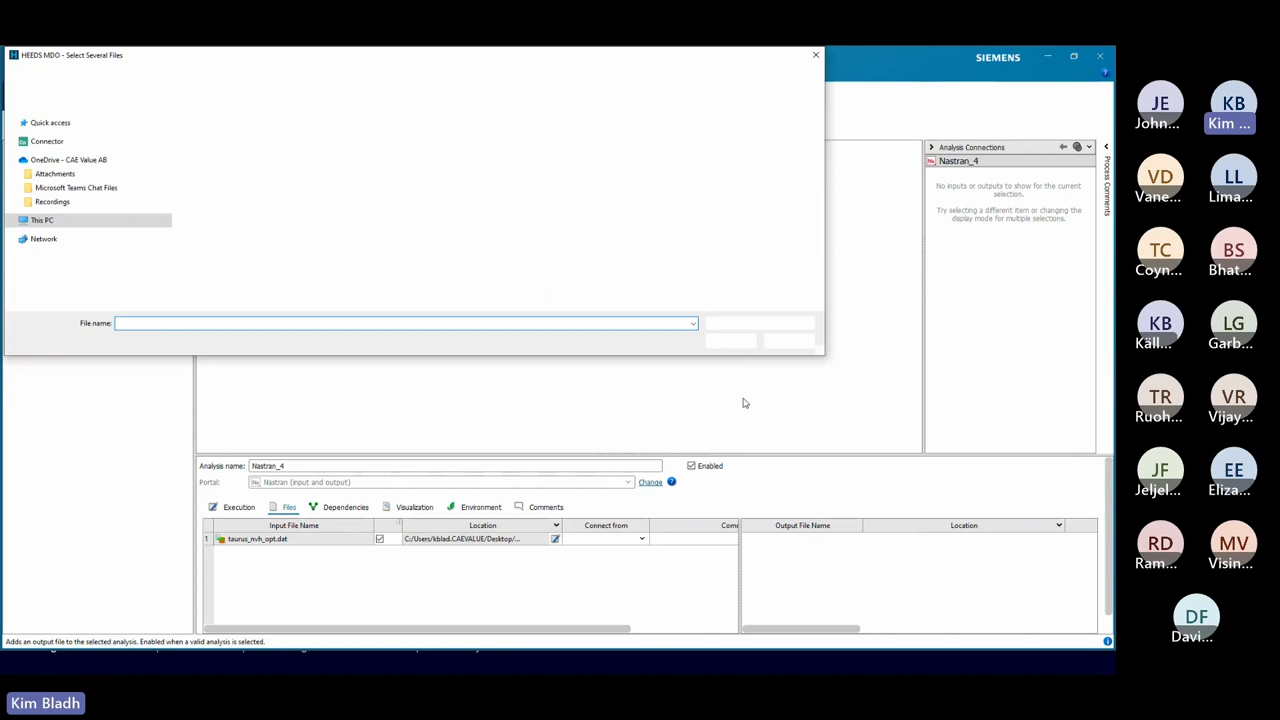 HEEDS MDO - Select Several Files
SIEMENS
Quick access
Connector
OneDrive - CAE Value AB
Attachments
Microsoft Teams Chat Files
Recordings
This PC
Network
File name:
Analysis Connections
Nastran_4
No inputs or outputs to show for the current
selection.
Try selecting a different item or changing the
display mode for multiple selections.
Process Comments
Analysis name:
Nastran_4
Enabled
Portal:
Nastran (input and output)
Change
Execution
Files
Dependencies
Visualization
Environment
Comments
Input File Name
Location
Connect from
Com
Output File Name
Location
1
taurus_nvh_opt.dat
C:/Users/kblad.CAEVALUE/Desktop/...
Adds an output file to the selected analysis. Enabled when a valid analysis is selected.
JE
John...
KB
Kim ...
VD
Vane...
LL
Lima...
TC
Coyn...
BS
Bhat...
KB
Käll...
LG
Garb...
TR
Ruoh...
VR
Vijay...
JF
Jeljel...
EE
Eliza...
RD
Ram...
MV
Visin...
DF
Davi...
Kim Bladh